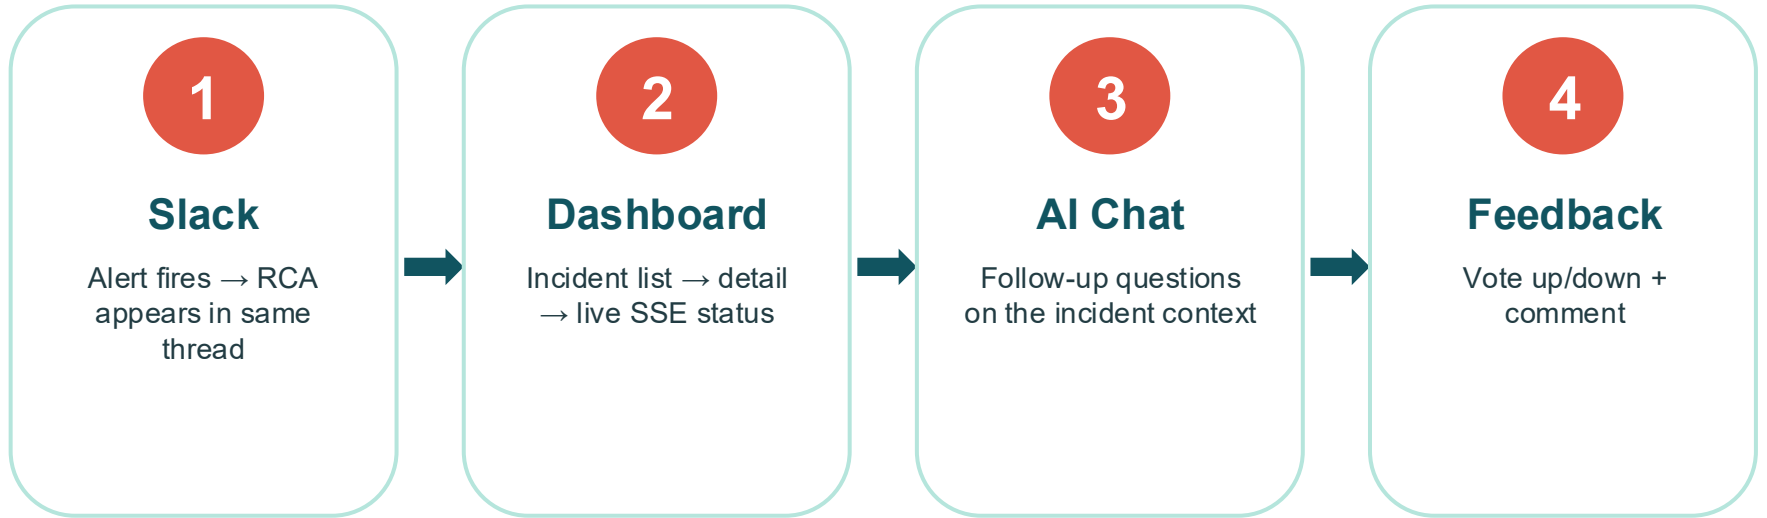 1
Slack
Alert fires → RCA
appears in same
thread
2
Dashboard
Incident list → detail
→ live SSE status
3
AI Chat
Follow-up questions
on the incident context
4
Feedback
Vote up/down +
comment